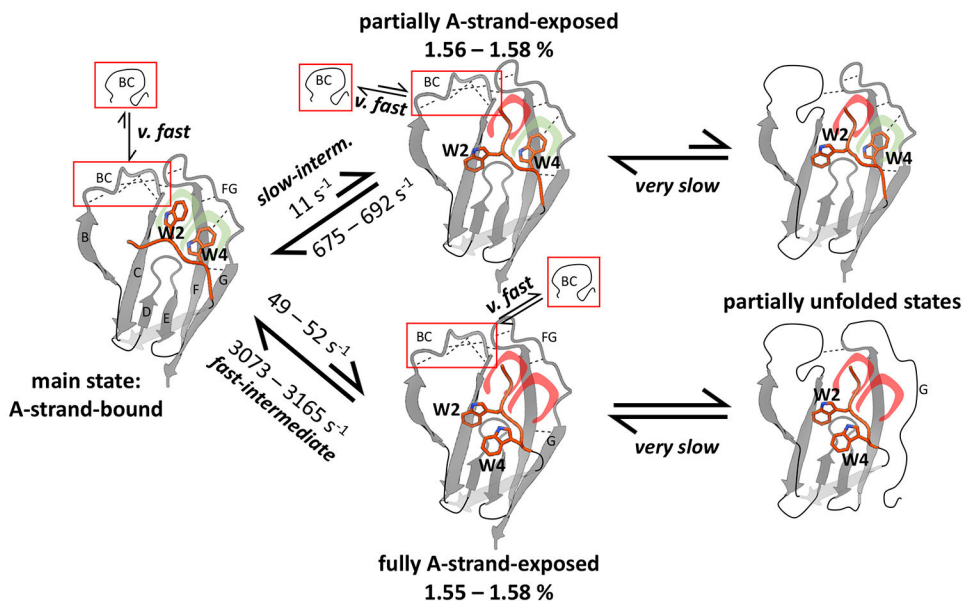 partially A-strand-exposed
1.56 – 1.58 %
BC
v. fast
BC
FG
B
C
D
E
F
G
W2
W4
main state:
A-strand-bound
BC
v. fast
BC
W2
W4
slow-interm.
11 s⁻¹
675 – 692 s⁻¹
very slow
W2
W4
partially unfolded states
49 – 52 s⁻¹
3073 – 3165 s⁻¹
fast-intermediate
v. fast
BC
BC
FG
W2
W4
G
very slow
W2
W4
G
fully A-strand-exposed
1.55 – 1.58 %